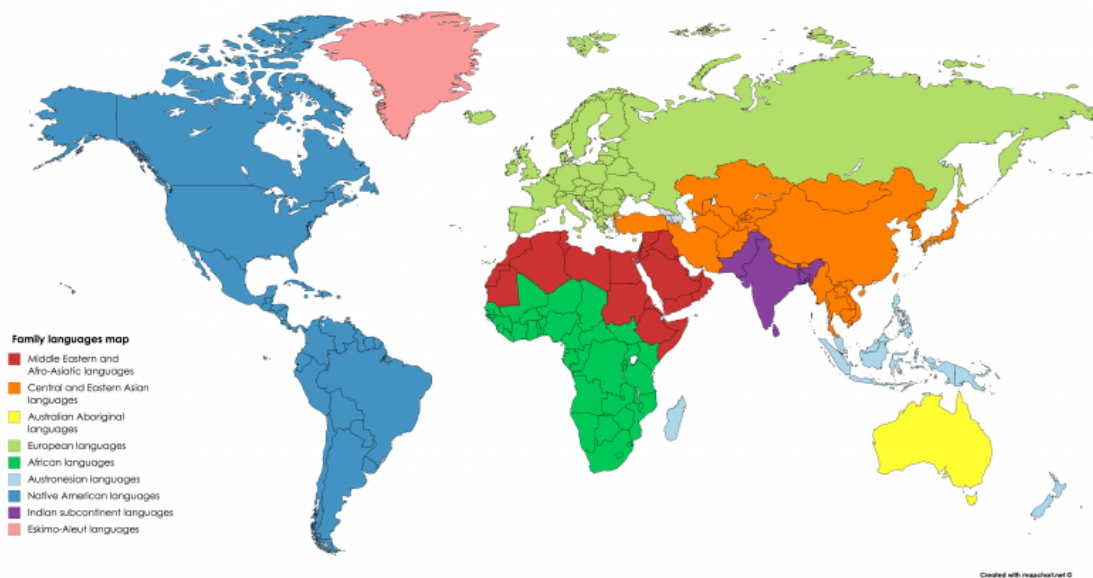 Family languages map
Middle Eastern and
Afro-Asiatic languages
Central and Eastern Asian
languages
Australian Aboriginal
languages
European languages
African languages
Austronesian languages
Native American languages
Indian subcontinent languages
Eskimo-Aleut languages
Created with mapchart.net ©